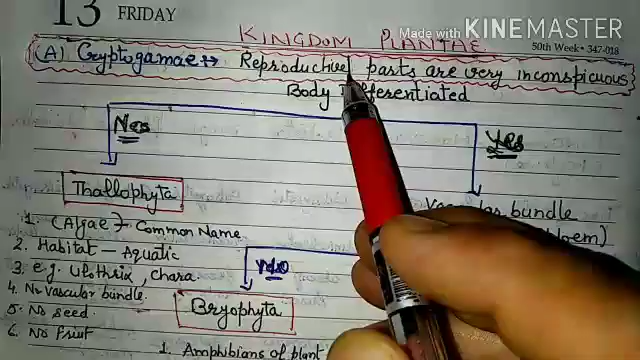 13 FRIDAY
Made with KINEMASTER
KINGDOM PLANTAE
50th Week • 347-018
(A) Cryptogamae → Reproductive parts are very inconspicuous
Body Differentiated
Yes
Thallophyta
vascular bundle
1. (Algae) → Common Name
2. Habitat – Aquatic
3. e.g. Ulothrix, chara
4. No vascular bundle.
Bryophyta
5. No seed
6. No fruit
1. Amphibians of plant